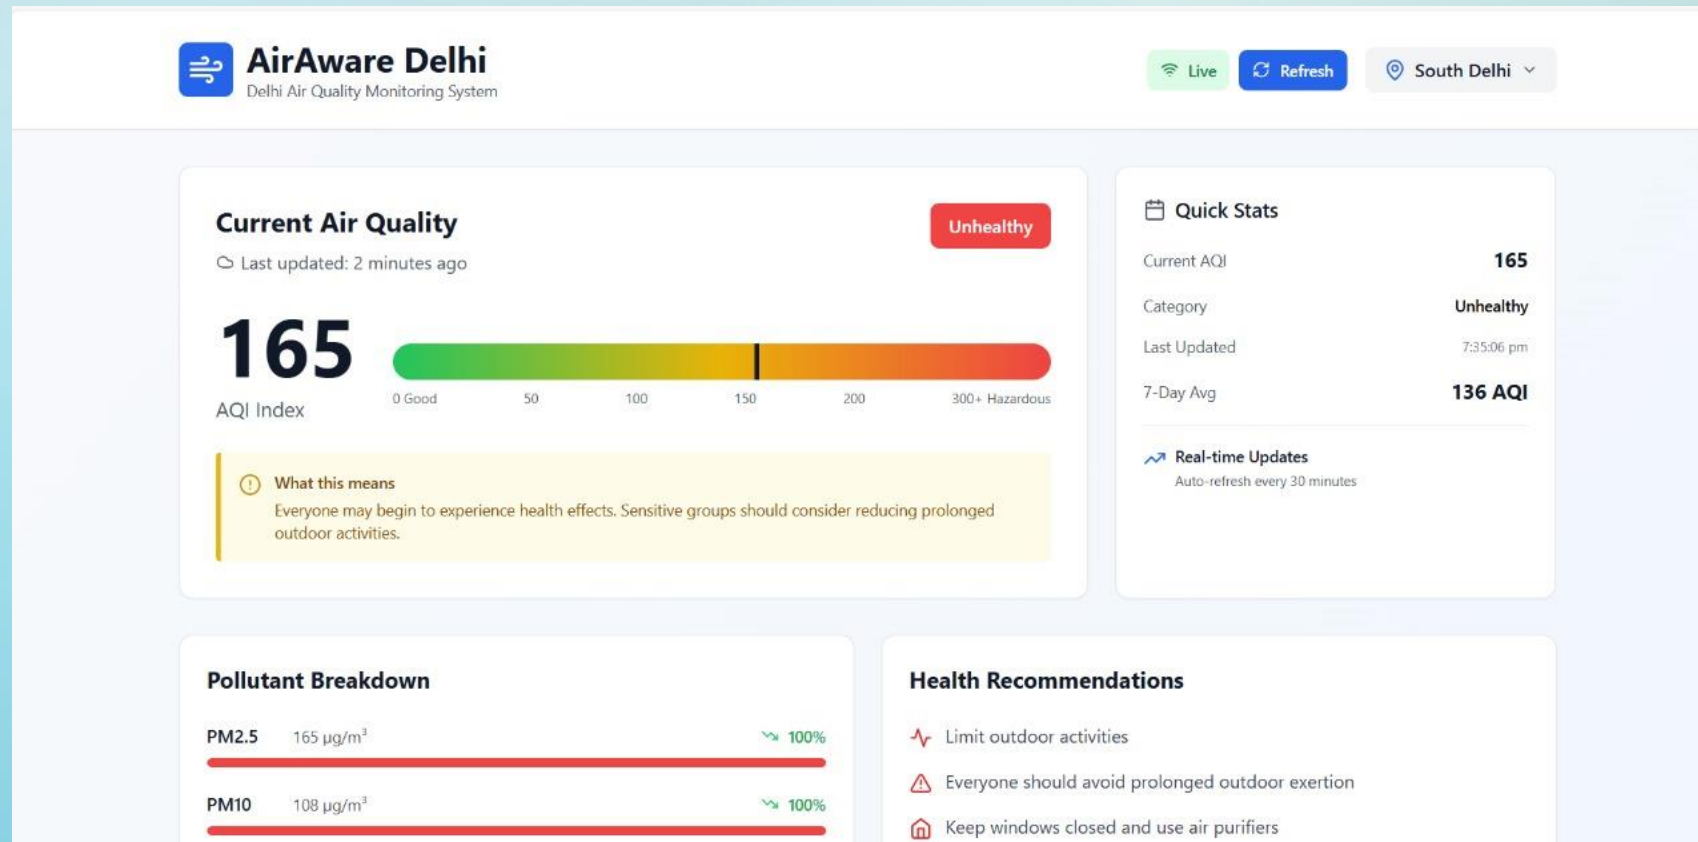 AirAware Delhi
Delhi Air Quality Monitoring System
Live
Refresh
South Delhi
Current Air Quality
Last updated: 2 minutes ago
Unhealthy
165
AQI Index
0 Good 50 100 150 200 300+ Hazardous
What this means
Everyone may begin to experience health effects. Sensitive groups should consider reducing prolonged
outdoor activities.
Quick Stats
Current AQI 165
Category Unhealthy
Last Updated 7:35:06 pm
7-Day Avg 136 AQI
Real-time Updates
Auto-refresh every 30 minutes
Pollutant Breakdown
PM2.5 165 µg/m³ 100%
PM10 108 µg/m³ 100%
Health Recommendations
Limit outdoor activities
Everyone should avoid prolonged outdoor exertion
Keep windows closed and use air purifiers